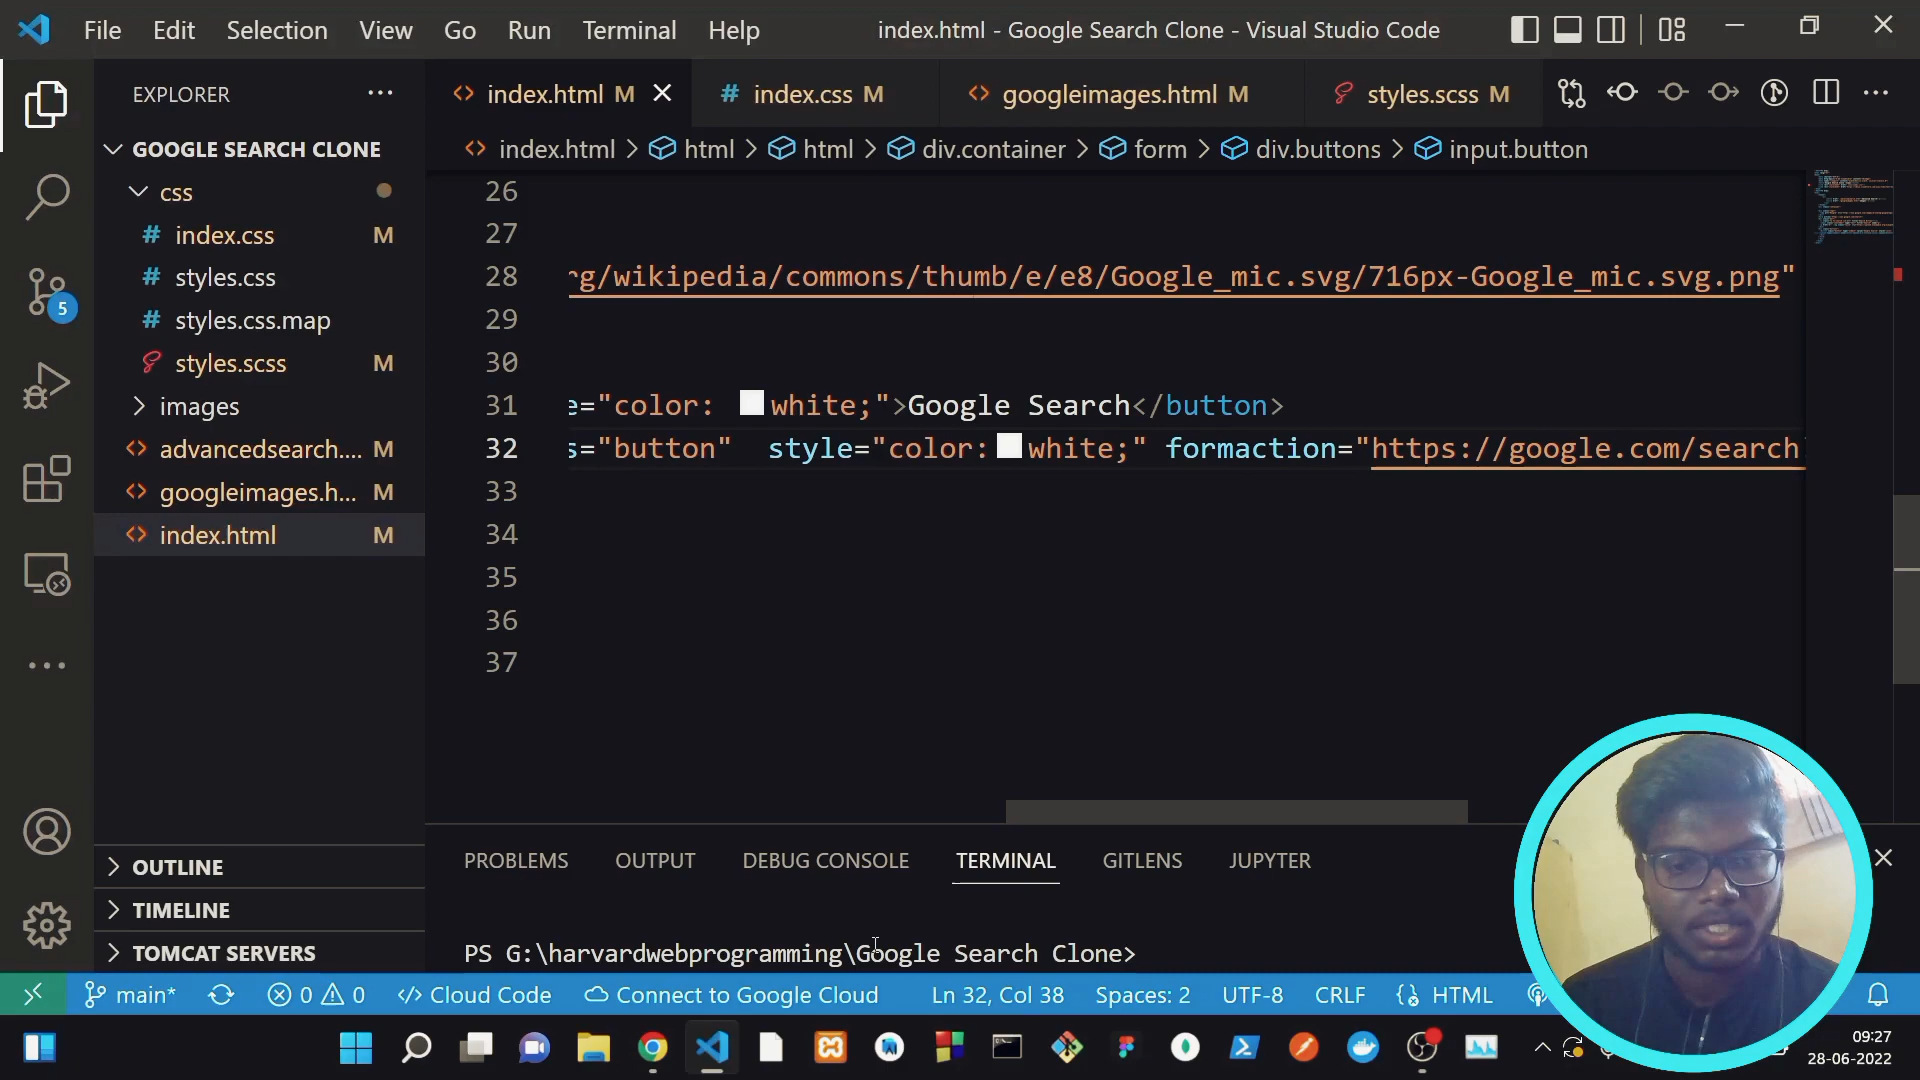 File Edit Selection View Go Run Terminal Help
index.html - Google Search Clone - Visual Studio Code
EXPLORER
GOOGLE SEARCH CLONE
css
index.css M
styles.css
styles.css.map
styles.scss M
images
advancedsearch.... M
googleimages.h... M
index.html M
OUTLINE
TIMELINE
TOMCAT SERVERS
5
index.html M index.css M googleimages.html M styles.scss M
index.html > html > html > div.container > form > div.buttons > input.button
26
27
28 rg/wikipedia/commons/thumb/e/e8/Google_mic.svg/716px-Google_mic.svg.png"
29
30
31 e="color: white;">Google Search</button>
32 s="button" style="color: white;" formaction="https://google.com/search
33
34
35
36
37
PROBLEMS OUTPUT DEBUG CONSOLE TERMINAL GITLENS JUPYTER
PS G:\harvardwebprogramming\Google Search Clone>
main* 0 0 Cloud Code Connect to Google Cloud Ln 32, Col 38 Spaces: 2 UTF-8 CRLF HTML
09:27
28-06-2022